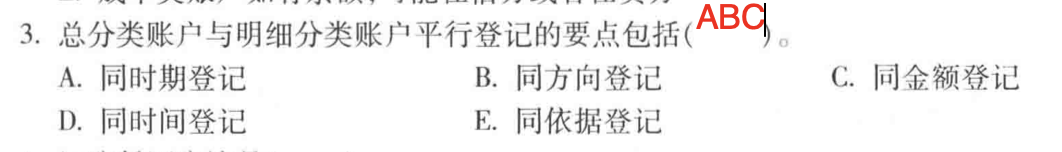 3. 总分类账户与明细分类账户平行登记的要点包括(ABC)。
A. 同时期登记 B. 同方向登记 C. 同金额登记
D. 同时间登记 E. 同依据登记